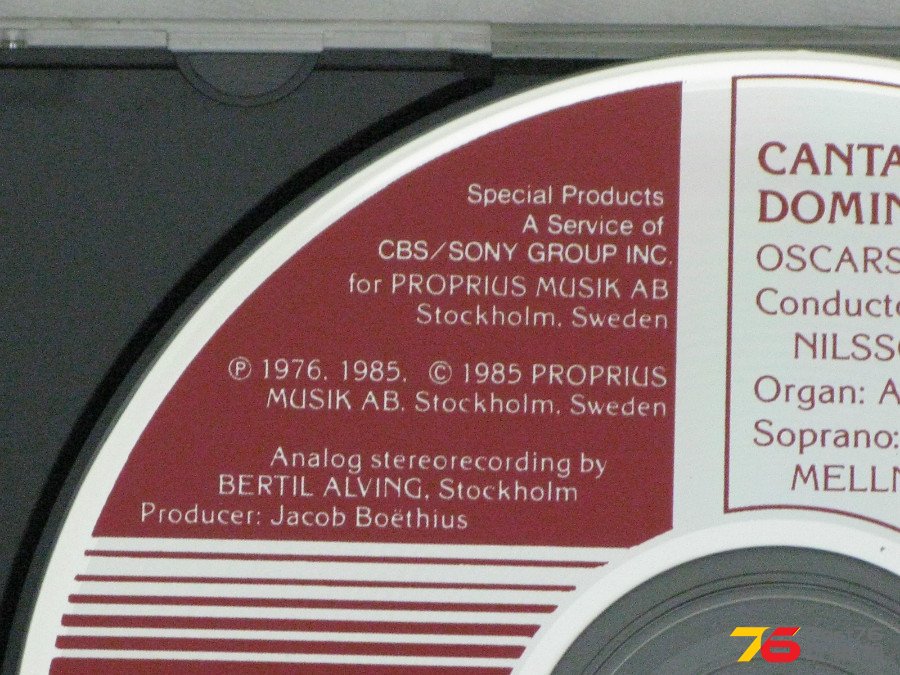 Special Products
A Service of
CBS/SONY GROUP INC.
for PROPRIUS MUSIK AB
Stockholm. Sweden
℗ 1976. 1985. © 1985 PROPRIUS
MUSIK AB. Stockholm. Sweden
Analog stereorecording by
BERTIL ALVING, Stockholm
Producer: Jacob Boëthius
CANTA
DOMIN
OSCARS
Conducto
NILSSO
Organ: A
Soprano:
MELLN
76